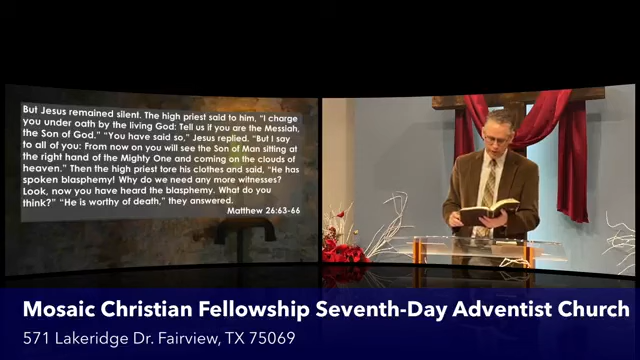 But Jesus remained silent. The high priest said to him, "I charge
you under oath by the living God: Tell us if you are the Messiah,
the Son of God." "You have said so," Jesus replied. "But I say
to all of you: From now on you will see the Son of Man sitting at
the right hand of the Mighty One and coming on the clouds of
heaven." Then the high priest tore his clothes and said, "He has
spoken blasphemy! Why do we need any more witnesses?
Look, now you have heard the blasphemy. What do you
think?" "He is worthy of death," they answered.
Matthew 26:63-66
Mosaic Christian Fellowship Seventh-Day Adventist Church
571 Lakeridge Dr. Fairview, TX 75069